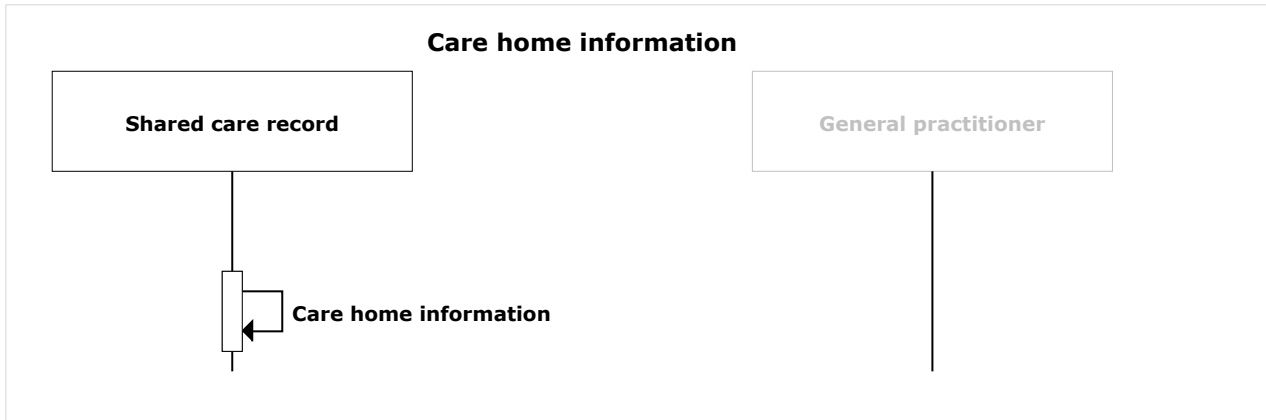 Care home information
Shared care record
General practitioner
Care home information